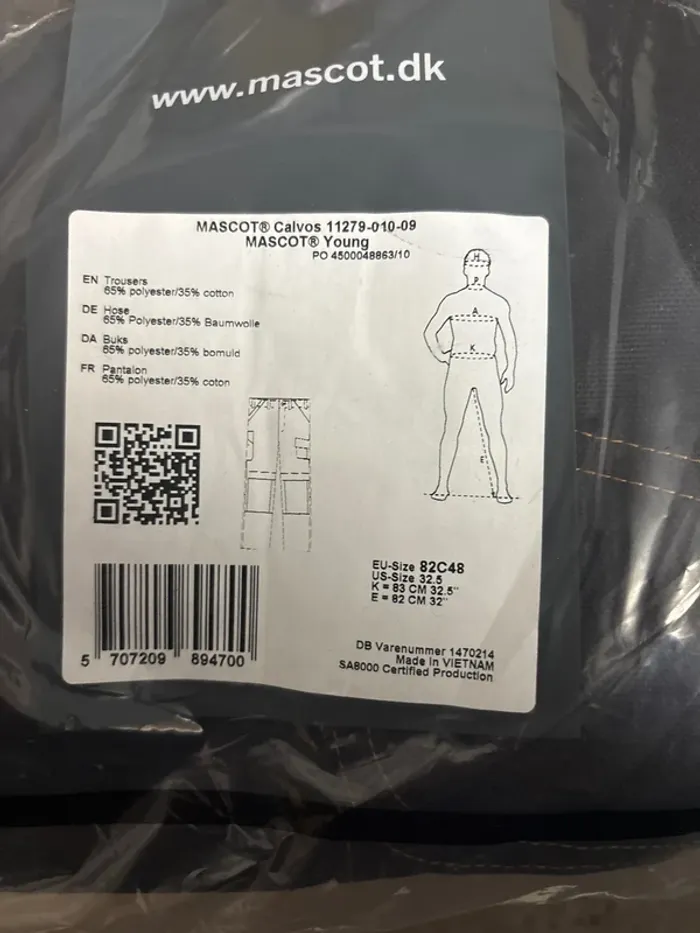 www.mascot.dk
MASCOT® Calvos 11279-010-09
MASCOT® Young
PO 4500048863/10
EN Trousers
65% polyester/35% cotton
DE Hose
65% Polyester/35% Baumwolle
DA Buks
65% polyester/35% bomuld
FR Pantalon
65% polyester/35% coton
H
P
A
K
E
EU-Size 82C48
US-Size 32.5
K = 83 CM 32.5"
E = 82 CM 32"
5 707209 894700
DB Varenummer 1470214
Made in VIETNAM
SA8000 Certified Production